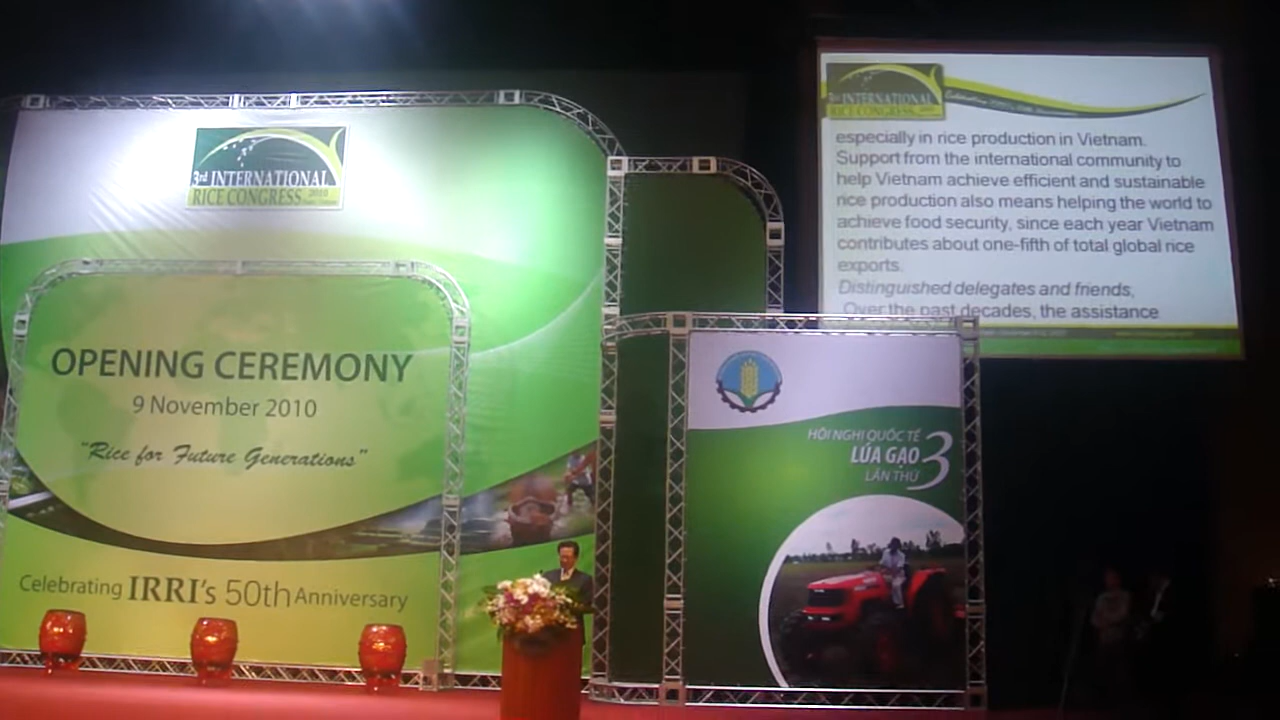 3rd INTERNATIONAL
RICE CONGRESS 2010
OPENING CEREMONY
9 November 2010
"Rice for Future Generations"
Celebrating IRRI's 50th Anniversary
3rd INTERNATIONAL
RICE CONGRESS
especially in rice production in Vietnam.
Support from the international community to
help Vietnam achieve efficient and sustainable
rice production also means helping the world to
achieve food security, since each year Vietnam
contributes about one-fifth of total global rice
exports.
Distinguished delegates and friends,
Over the past decades, the assistance
HỘI NGHỊ QUỐC TẾ
LÚA GẠO 3
LẦN THỨ